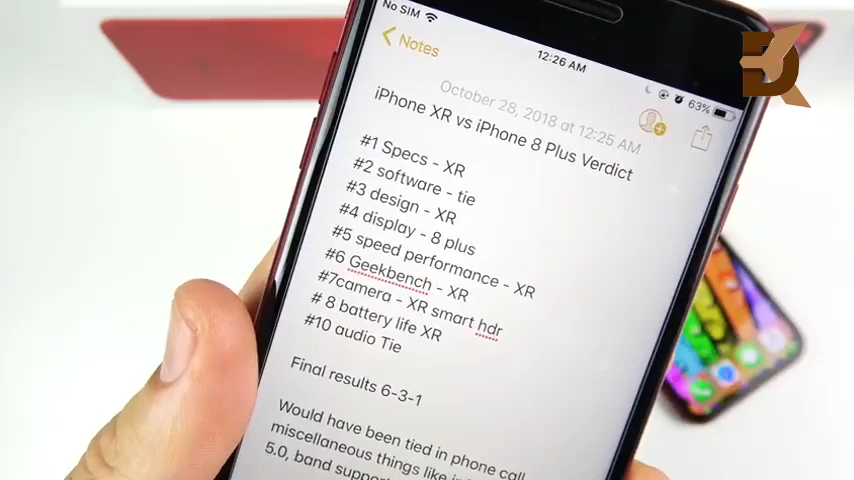 No SIM
12:26 AM
63%
Notes
October 28, 2018 at 12:25 AM
iPhone XR vs iPhone 8 Plus Verdict
#1 Specs - XR
#2 software - tie
#3 design - XR
#4 display - 8 plus
#5 speed performance - XR
#6 Geekbench - XR
#7camera - XR smart hdr
# 8 battery life XR
#10 audio Tie
Final results 6-3-1
Would have been tied in phone call
miscellaneous things like
5.0, band